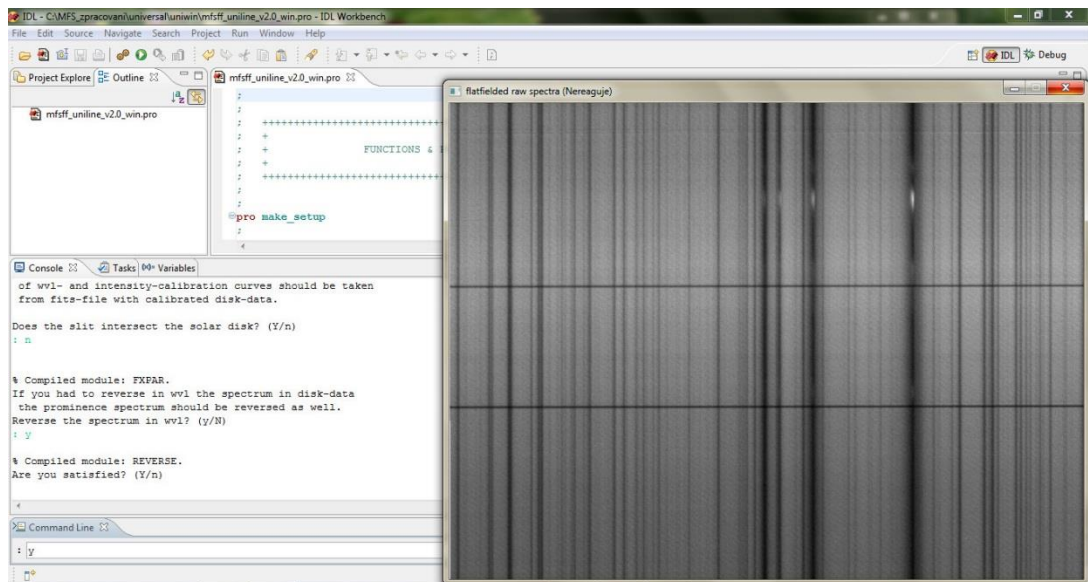 IDL - C:\MFS_zpracovani\universal\uniwin\mfsff_uniline_v2.0_win.pro - IDL Workbench
File Edit Source Navigate Search Project Run Window Help
IDL Debug
Project Explore Outline
mfsff_uniline_v2.0_win.pro
mfsff_uniline_v2.0_win.pro
;
;
; ++++++++++++++++++++++++++++++
; +
; + FUNCTIONS &
; +
; ++++++++++++++++++++++++++++++
;
;
pro make_setup
;
flatfielded raw spectra (Nereaguje)
Console Tasks Variables
of wvl- and intensity-calibration curves should be taken
from fits-file with calibrated disk-data.
Does the slit intersect the solar disk? (Y/n)
: n
% Compiled module: FXPAR.
If you had to reverse in wvl the spectrum in disk-data
the prominence spectrum should be reversed as well.
Reverse the spectrum in wvl? (y/N)
: y
% Compiled module: REVERSE.
Are you satisfied? (Y/n)
Command Line
: y